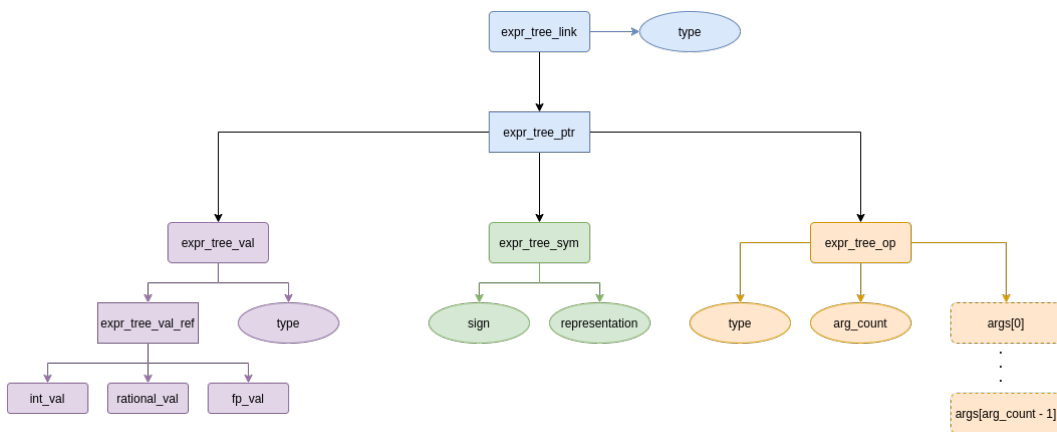 expr_tree_link
type
expr_tree_ptr
expr_tree_val
expr_tree_sym
expr_tree_op
expr_tree_val_ref
type
sign
representation
type
arg_count
args[0]
.
.
.
int_val
rational_val
fp_val
args[arg_count - 1]